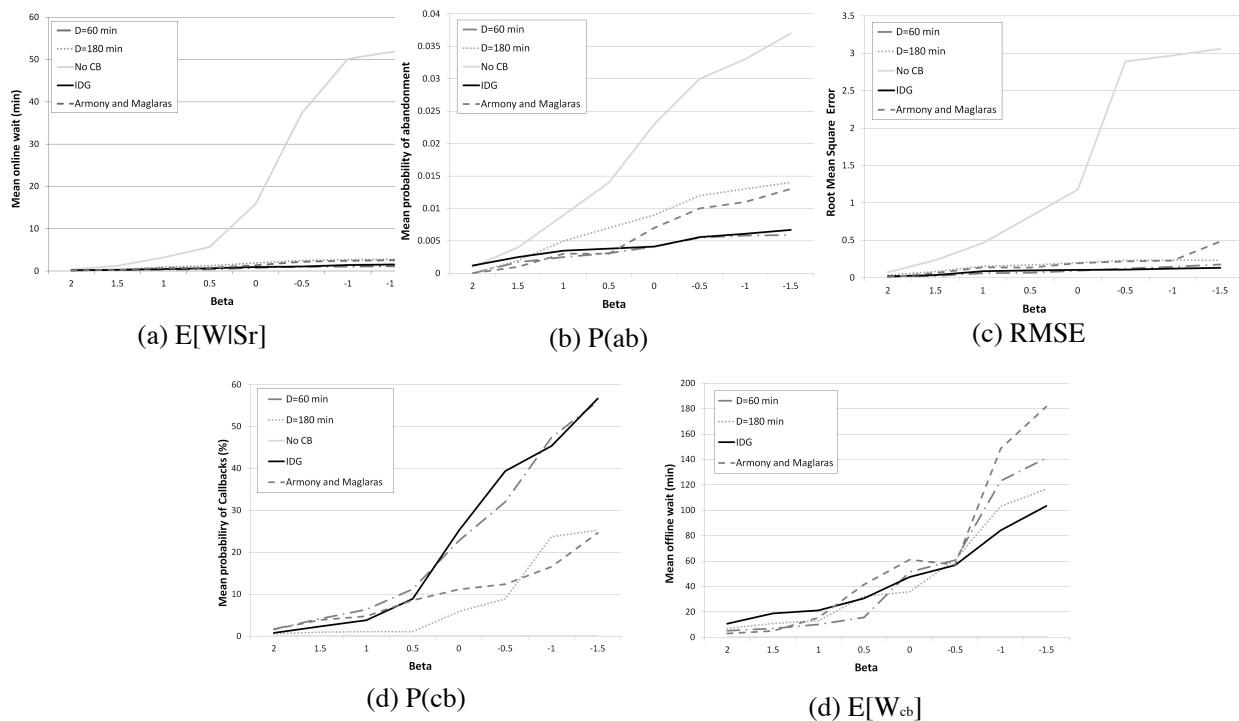 Mean online wait (min)
60
50
40
30
20
10
0
D=60 min
D=180 min
No CB
IDG
Armony and Maglaras
2 1.5 1 0.5 0 -0.5 -1 -1.5
Beta
(a) E[W|Sr]
Mean probability of abandonment
0.04
0.035
0.03
0.025
0.02
0.015
0.01
0.005
0
D=60 min
D=180 min
No CB
IDG
Armony and Maglaras
2 1.5 1 0.5 0 -0.5 -1 -1.5
Beta
(b) P(ab)
Root Mean Square Error
3.5
3
2.5
2
1.5
1
0.5
0
D=60 min
D=180 min
No CB
IDG
Armony and Maglaras
2 1.5 1 0.5 0 -0.5 -1 -1.5
Beta
(c) RMSE
Mean probabiliry of Callbacks (%)
60
50
40
30
20
10
0
D=60 min
D=180 min
No CB
IDG
Armony and Maglaras
2 1.5 1 0.5 0 -0.5 -1 -1.5
Beta
(d) P(cb)
Mean offline wait (min)
200
180
160
140
120
100
80
60
40
20
0
D=60 min
D=180 min
IDG
Armony and Maglaras
2 1.5 1 0.5 0 -0.5 -1 -1.5
Beta
(d) E[Wcb]